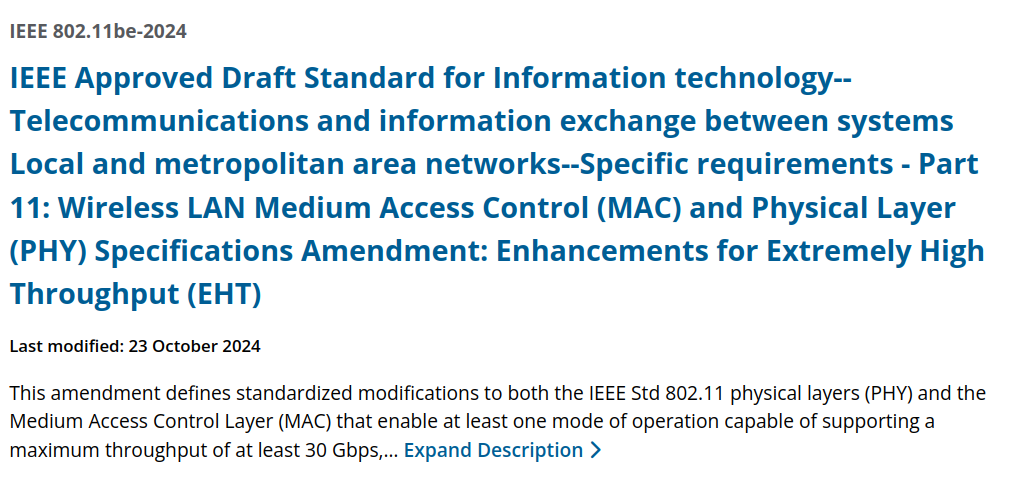 IEEE 802.11be-2024
IEEE Approved Draft Standard for Information technology--
Telecommunications and information exchange between systems
Local and metropolitan area networks--Specific requirements - Part
11: Wireless LAN Medium Access Control (MAC) and Physical Layer
(PHY) Specifications Amendment: Enhancements for Extremely High
Throughput (EHT)
Last modified: 23 October 2024
This amendment defines standardized modifications to both the IEEE Std 802.11 physical layers (PHY) and the
Medium Access Control Layer (MAC) that enable at least one mode of operation capable of supporting a
maximum throughput of at least 30 Gbps,... Expand Description